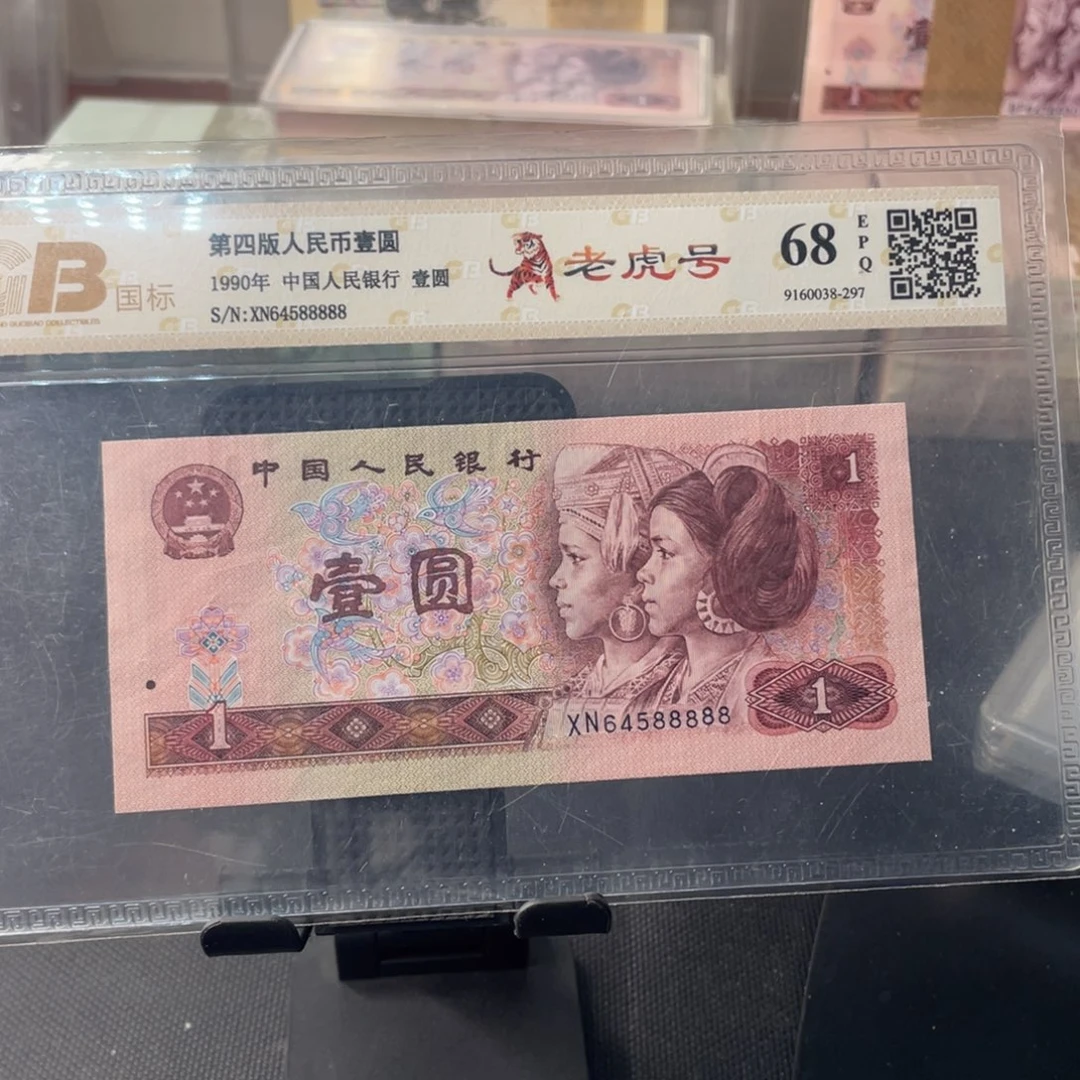 GB 国标
第四版人民币壹圆
1990年 中国人民银行 壹圆
S/N:XN64588888
老虎号
68
EPQ
9160038-297
中国人民银行
1
壹圆
1
1
XN64588888